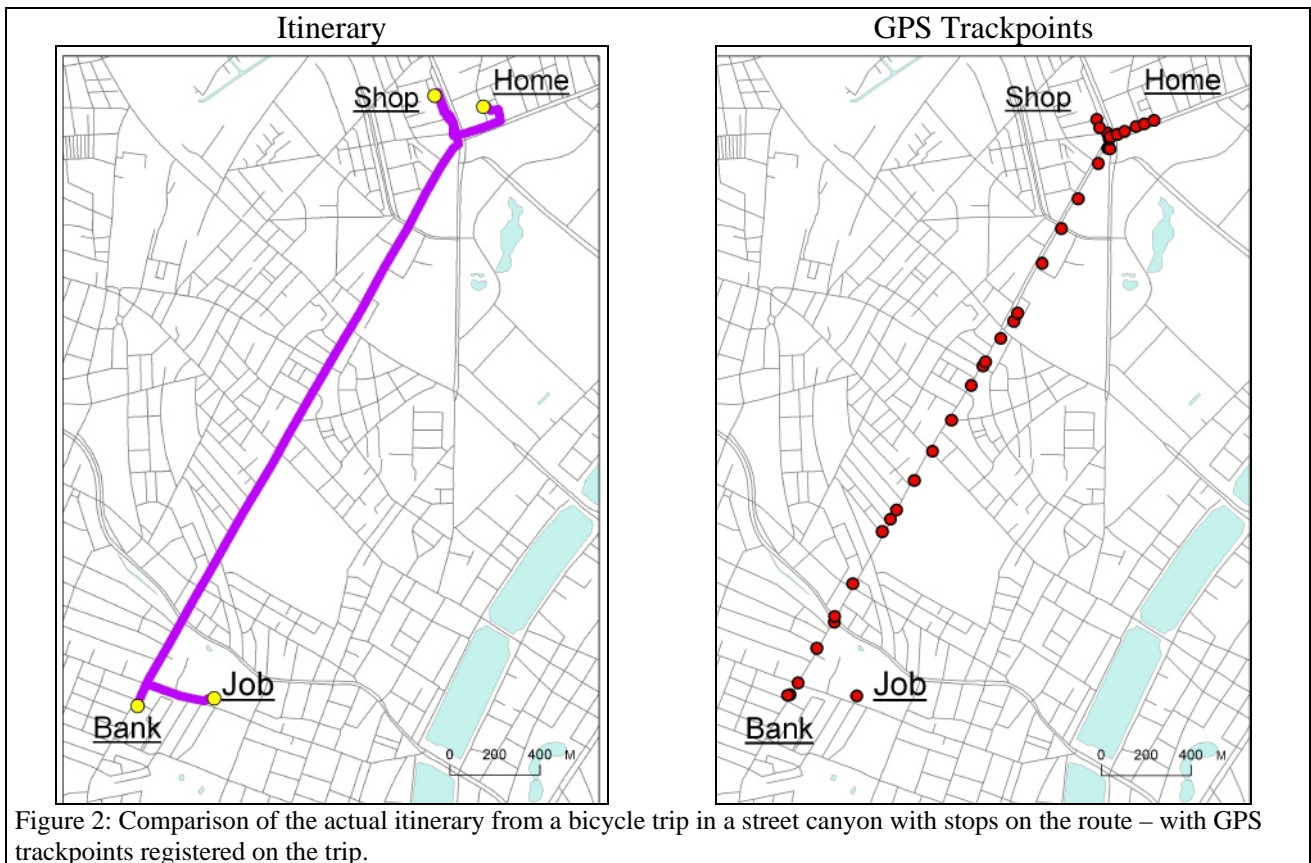 Itinerary
GPS Trackpoints
Shop
Home
Job
Bank
0 200 400 M
Shop
Home
Job
Bank
0 200 400 M
Figure 2: Comparison of the actual itinerary from a bicycle trip in a street canyon with stops on the route – with GPS
trackpoints registered on the trip.